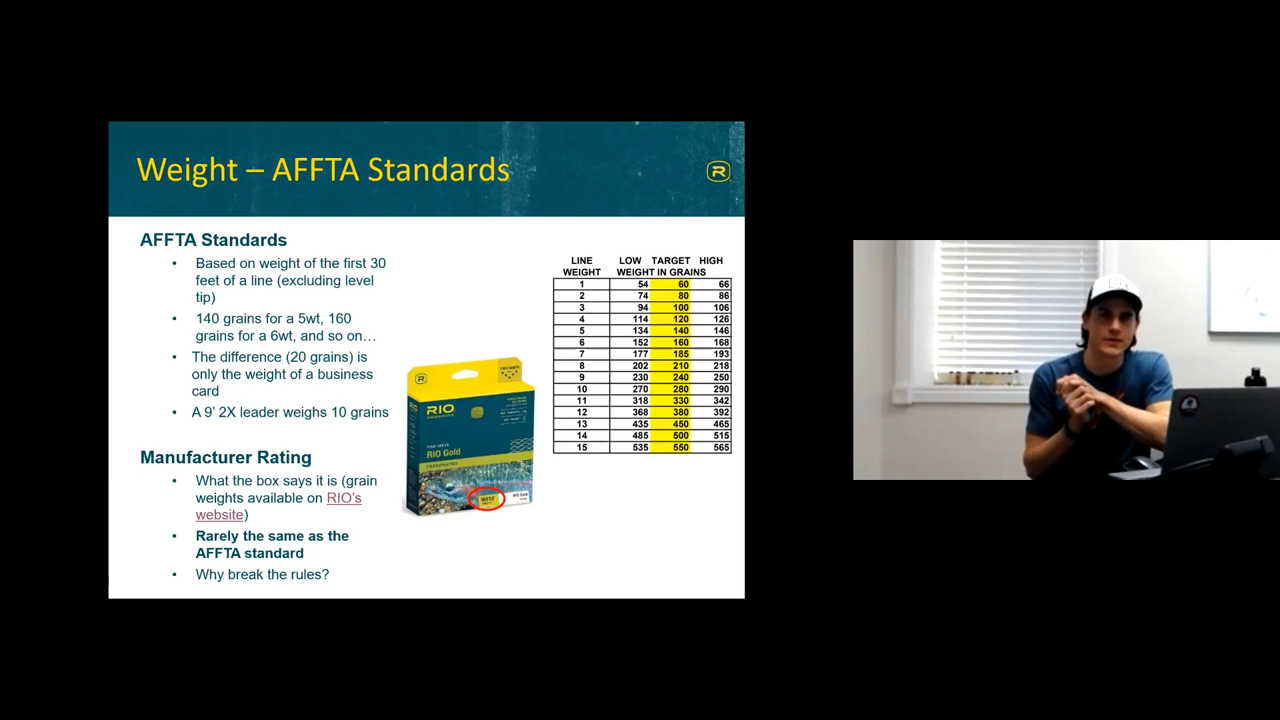 Weight – AFFTA Standards
R
AFFTA Standards
• Based on weight of the first 30
feet of a line (excluding level
tip)
• 140 grains for a 5wt, 160
grains for a 6wt, and so on…
• The difference (20 grains) is
only the weight of a business
card
• A 9’ 2X leader weighs 10 grains
Manufacturer Rating
• What the box says it is (grain
weights available on RIO’s
website)
• Rarely the same as the
AFFTA standard
• Why break the rules?
R
RIO
RIO Gold
FRESHWATER
RIO Gold
LINE LOW TARGET HIGH
WEIGHT WEIGHT IN GRAINS
1 54 60 66
2 74 80 86
3 94 100 106
4 114 120 126
5 134 140 146
6 152 160 168
7 177 185 193
8 202 210 218
9 230 240 250
10 270 280 290
11 318 330 342
12 368 380 392
13 435 450 465
14 485 500 515
15 535 550 565